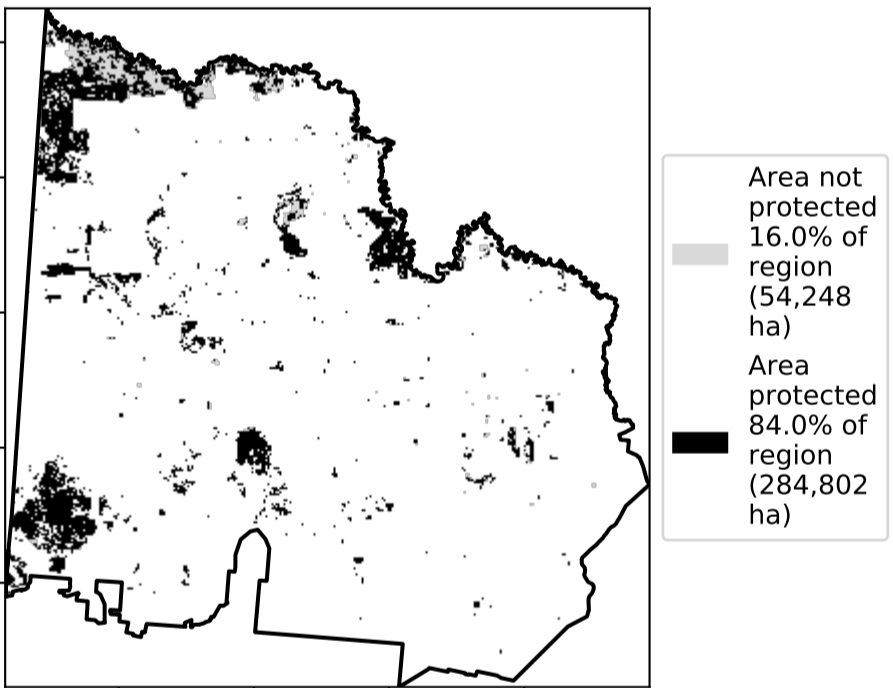 Area not
protected
16.0% of
region
(54,248
ha)
Area
protected
84.0% of
region
(284,802
ha)